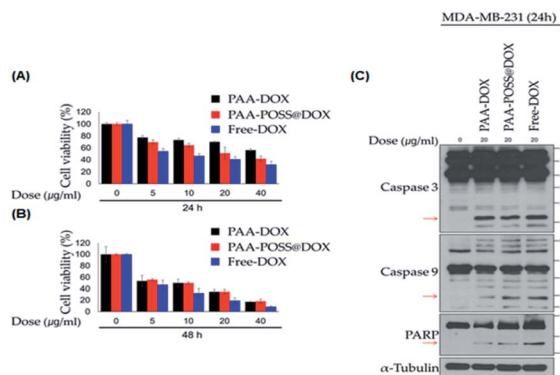 (A)
PAA-DOX
PAA-POSS@DOX
Free-DOX
Cell viability (%)
120
100
80
60
40
20
0
Dose (µg/ml)
0 5 10 20 40
24 h
(B)
PAA-DOX
PAA-POSS@DOX
Free-DOX
Cell viability (%)
120
100
80
60
40
20
0
Dose (µg/ml)
0 5 10 20 40
48 h
(C)
MDA-MB-231 (24h)
PAA-DOX
PAA-POSS@DOX
Free-DOX
Dose (µg/ml) 0 20 20 20
Caspase 3
Caspase 9
PARP
α-Tubulin